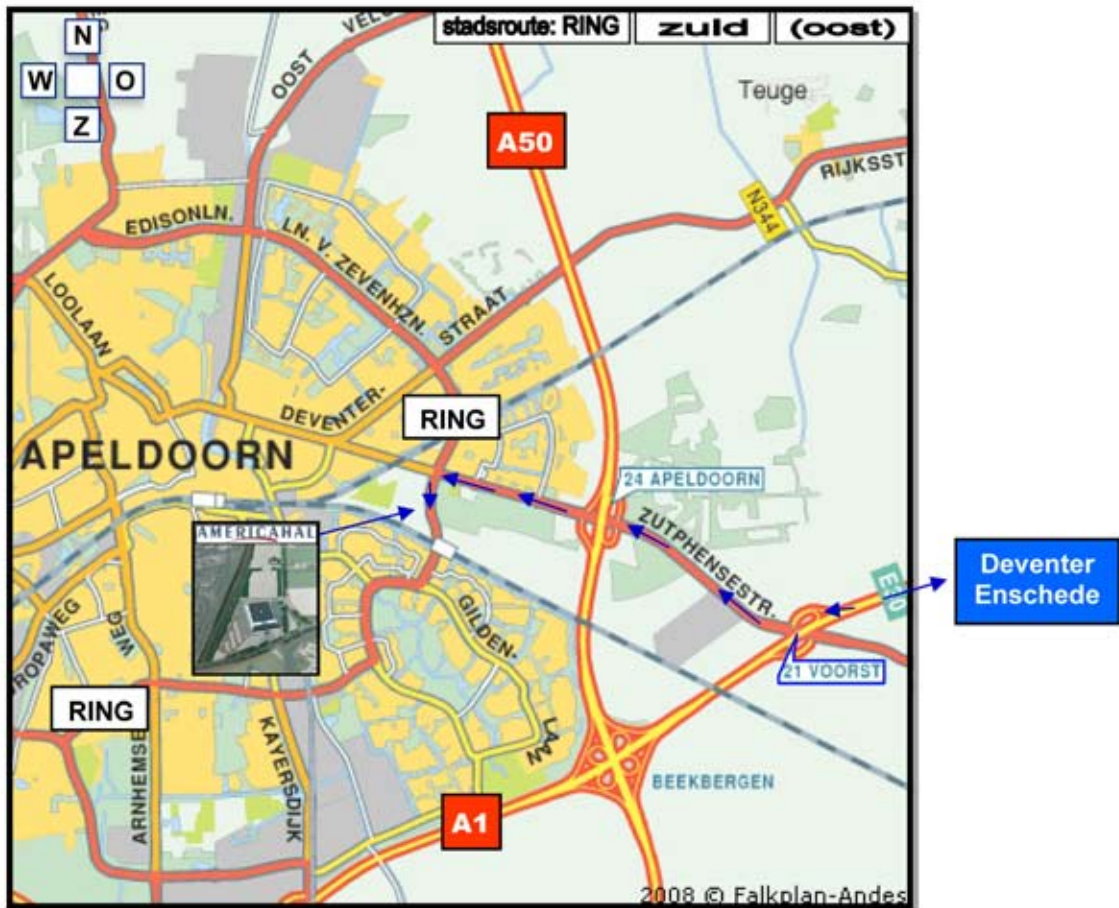 stadsroute: RING
zuid
(oost)
N
W
O
Z
OOST
VEL
Teuge
A50
RIJKSST
N344
EDISONLN.
LN. V. ZEVENHZN.
STRAAT
LOOLAAN
DEVENTER-
RING
APELDOORN
24 APELDOORN
AMERICAHAL
ZUTPHENSESTR.
Deventer
Enschede
GILDEN-
21 VOORST
ROPAWEG
WEG
RING
LAAN
KAYERSDIJK
ARNHEMSE
BEEKBERGEN
A1
2008 © Falkplan-Andes